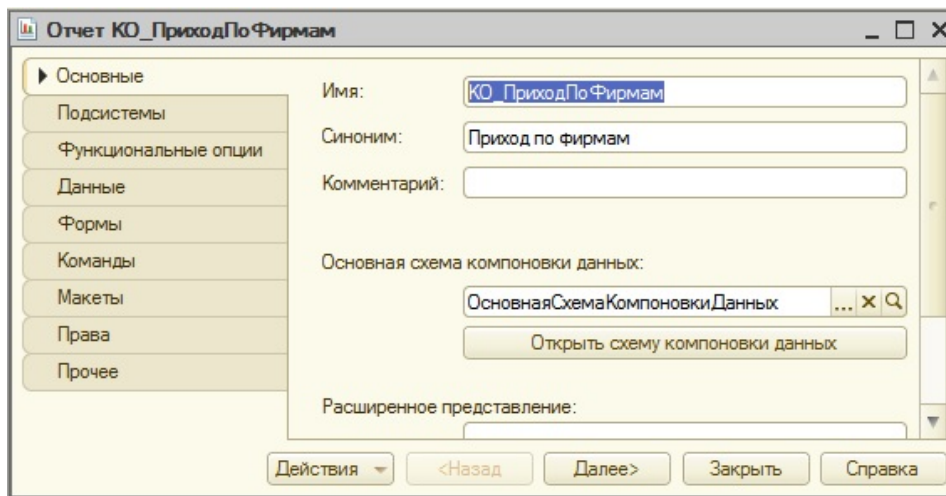 Отчет КО_ПриходПоФирмам
Основные
Подсистемы
Функциональные опции
Данные
Формы
Команды
Макеты
Права
Прочее
Имя: КО_ПриходПоФирмам
Синоним: Приход по фирмам
Комментарий:
Основная схема компоновки данных:
ОсновнаяСхемаКомпоновкиДанных ...
Открыть схему компоновки данных
Расширенное представление:
Действия <Назад Далее> Закрыть Справка